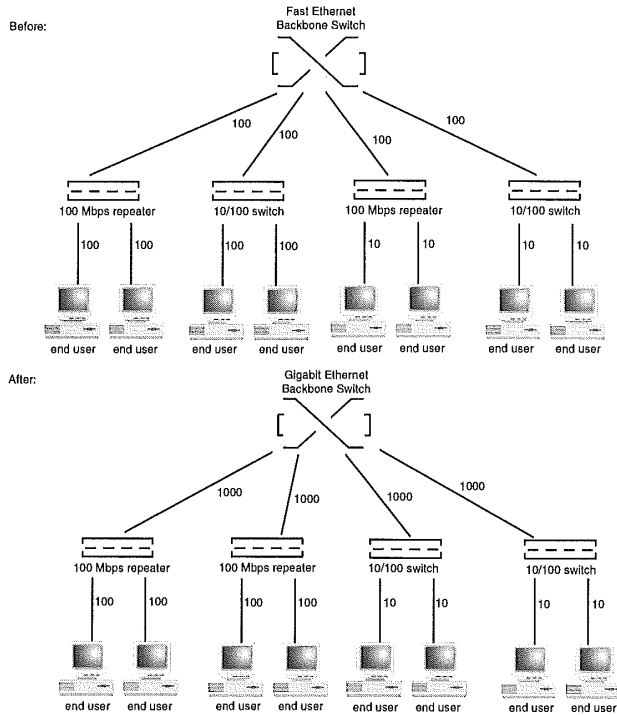 Before:
Fast Ethernet
Backbone Switch
100
100
100
100
100 Mbps repeater
10/100 switch
100 Mbps repeater
10/100 switch
100
100
100
100
10
10
10
10
end user
end user
end user
end user
end user
end user
end user
end user
After:
Gigabit Ethernet
Backbone Switch
1000
1000
1000
1000
100 Mbps repeater
100 Mbps repeater
10/100 switch
10/100 switch
100
100
100
100
10
10
10
10
end user
end user
end user
end user
end user
end user
end user
end user